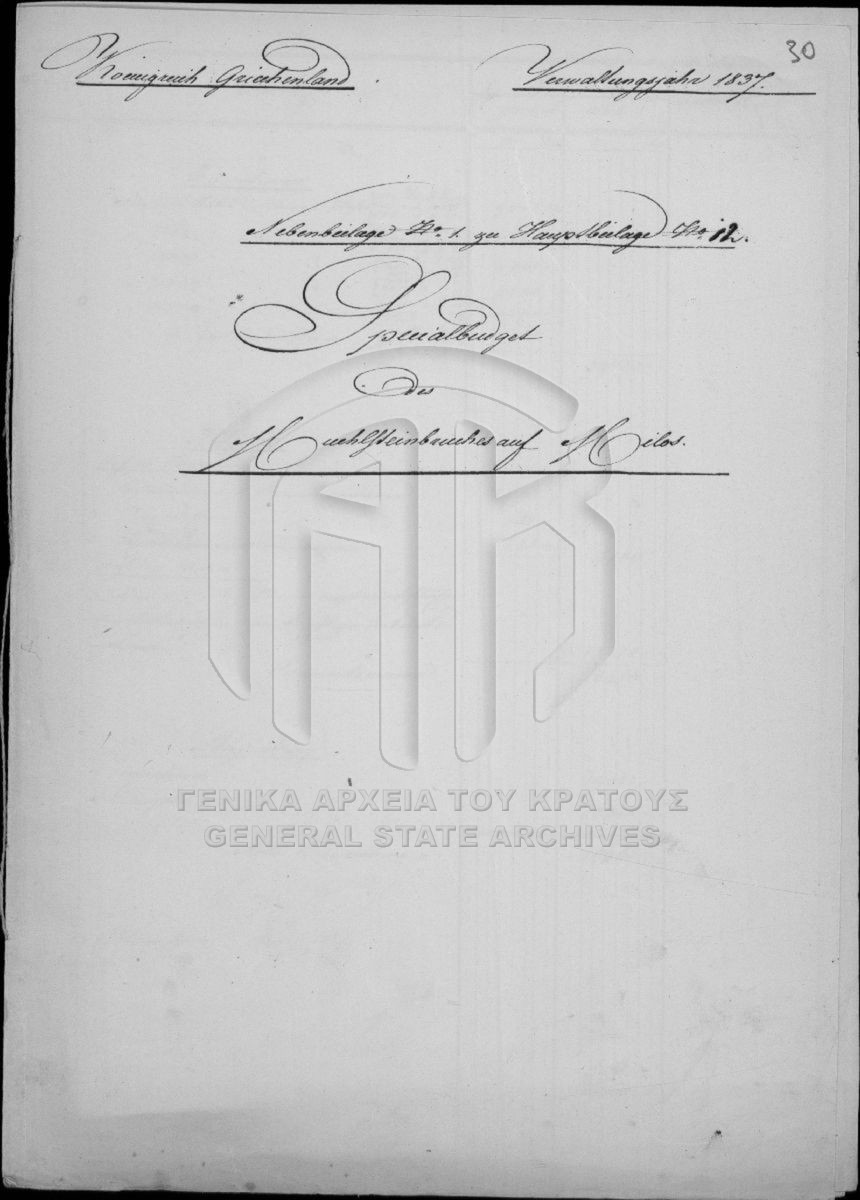 30
Koenigreich Griechenland. Verwaltungsjahr 1837.
Nebenbeilage No. 1. zu Hauptbeilage No. 12.
Specialbudget
des
Muehlsteinbruches auf Milos.
ΓΕΝΙΚΑ ΑΡΧΕΙΑ ΤΟΥ ΚΡΑΤΟΥΣ
GENERAL STATE ARCHIVES